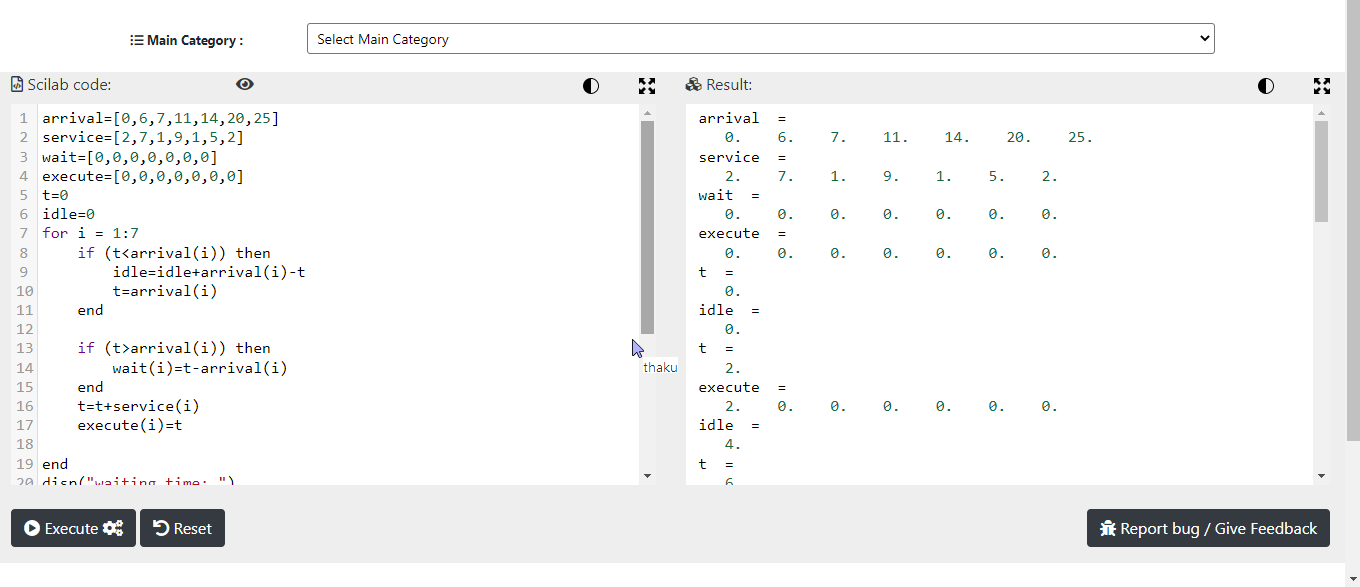 Main Category :
Select Main Category
Scilab code:
1 arrival=[0,6,7,11,14,20,25]
2 service=[2,7,1,9,1,5,2]
3 wait=[0,0,0,0,0,0,0]
4 execute=[0,0,0,0,0,0,0]
5 t=0
6 idle=0
7 for i = 1:7
8     if (t<arrival(i)) then
9         idle=idle+arrival(i)-t
10         t=arrival(i)
11     end
12
13     if (t>arrival(i)) then
14         wait(i)=t-arrival(i)
15     end
16     t=t+service(i)
17     execute(i)=t
18
19 end
20 disp("waiting time: ")
thaku
Result:
arrival  =
0.    6.    7.    11.    14.    20.    25.
service  =
2.    7.    1.    9.    1.    5.    2.
wait  =
0.    0.    0.    0.    0.    0.    0.
execute  =
0.    0.    0.    0.    0.    0.    0.
t  =
0.
idle  =
0.
t  =
2.
execute  =
2.    0.    0.    0.    0.    0.    0.
idle  =
4.
t  =
6.
Execute
Reset
Report bug / Give Feedback